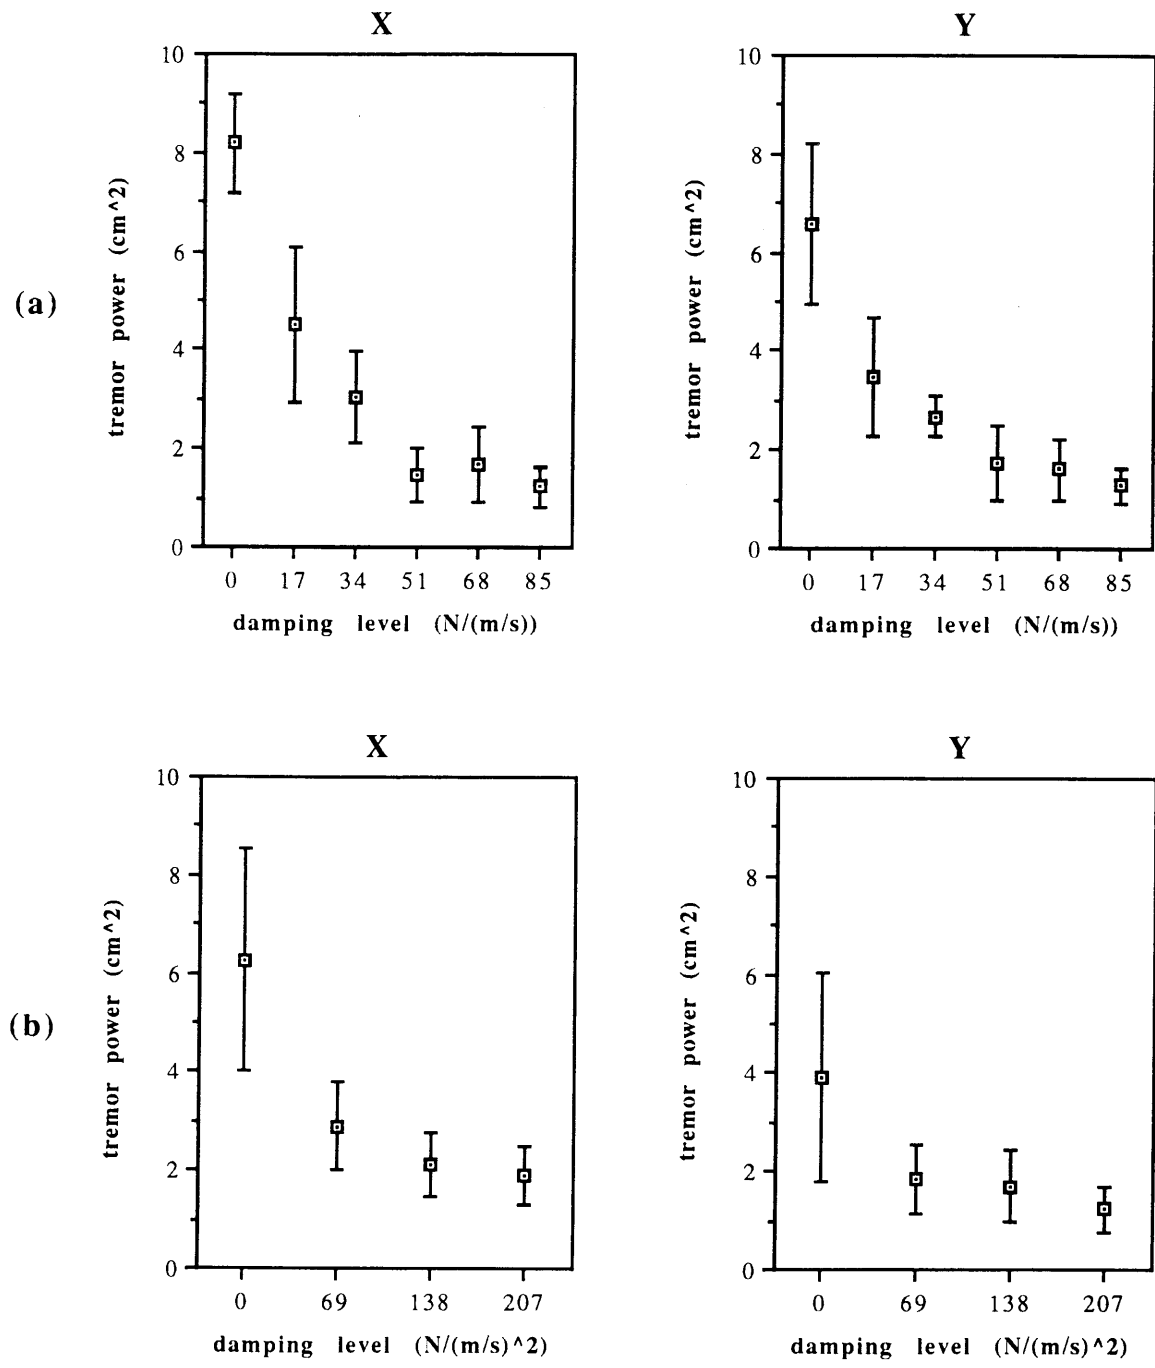 X
Y
(a)
tremor power (cm^2)
10
8
6
4
2
0
0 17 34 51 68 85
damping level (N/(m/s))
tremor power (cm^2)
10
8
6
4
2
0
0 17 34 51 68 85
damping level (N/(m/s))
X
Y
(b)
tremor power (cm^2)
10
8
6
4
2
0
0 69 138 207
damping level (N/(m/s)^2)
tremor power (cm^2)
10
8
6
4
2
0
0 69 138 207
damping level (N/(m/s)^2)